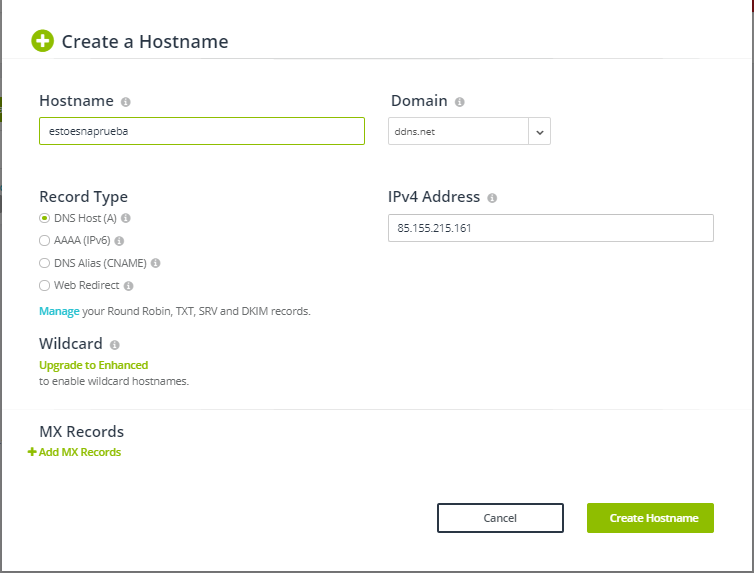 Create a Hostname
Hostname
Domain
estoesnaprueba
ddns.net
Record Type
IPv4 Address
DNS Host (A)
85.155.215.161
AAAA (IPv6)
DNS Alias (CNAME)
Web Redirect
Manage your Round Robin, TXT, SRV and DKIM records.
Wildcard
Upgrade to Enhanced
to enable wildcard hostnames.
MX Records
+ Add MX Records
Cancel
Create Hostname